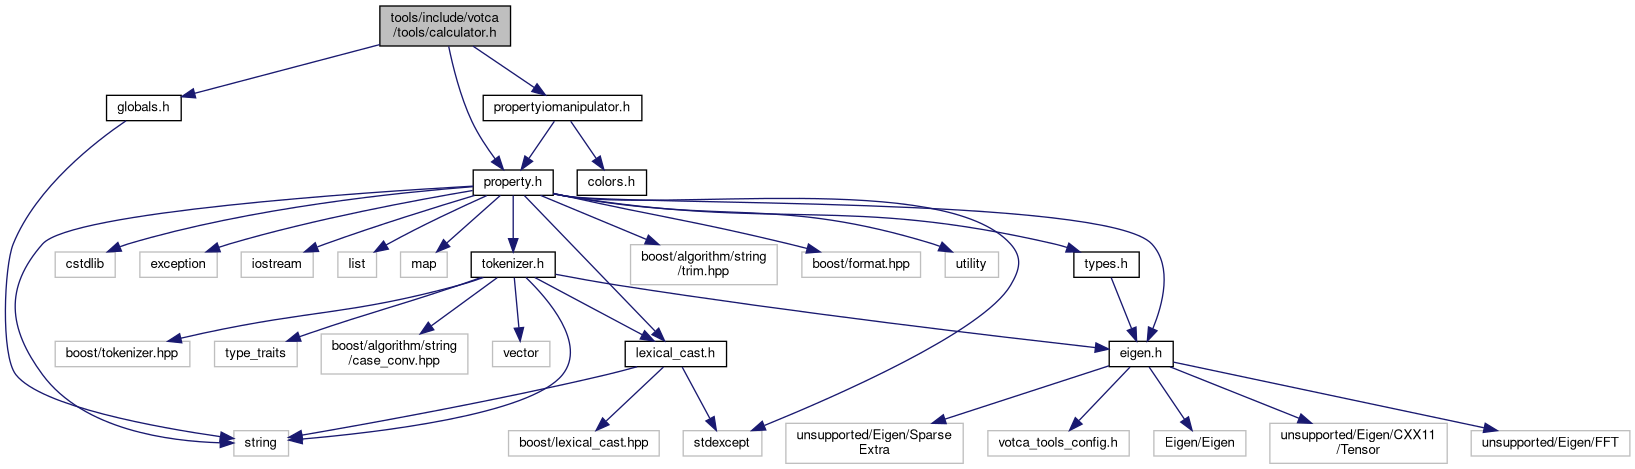 tools/include/votca
/tools/calculator.h
globals.h
propertyiomanipulator.h
property.h
colors.h
cstdlib
exception
iostream
list
map
tokenizer.h
boost/algorithm/string
/trim.hpp
boost/format.hpp
utility
types.h
boost/tokenizer.hpp
type_traits
boost/algorithm/string
/case_conv.hpp
vector
lexical_cast.h
eigen.h
string
boost/lexical_cast.hpp
stdexcept
unsupported/Eigen/Sparse
Extra
votca_tools_config.h
Eigen/Eigen
unsupported/Eigen/CXX11
/Tensor
unsupported/Eigen/FFT